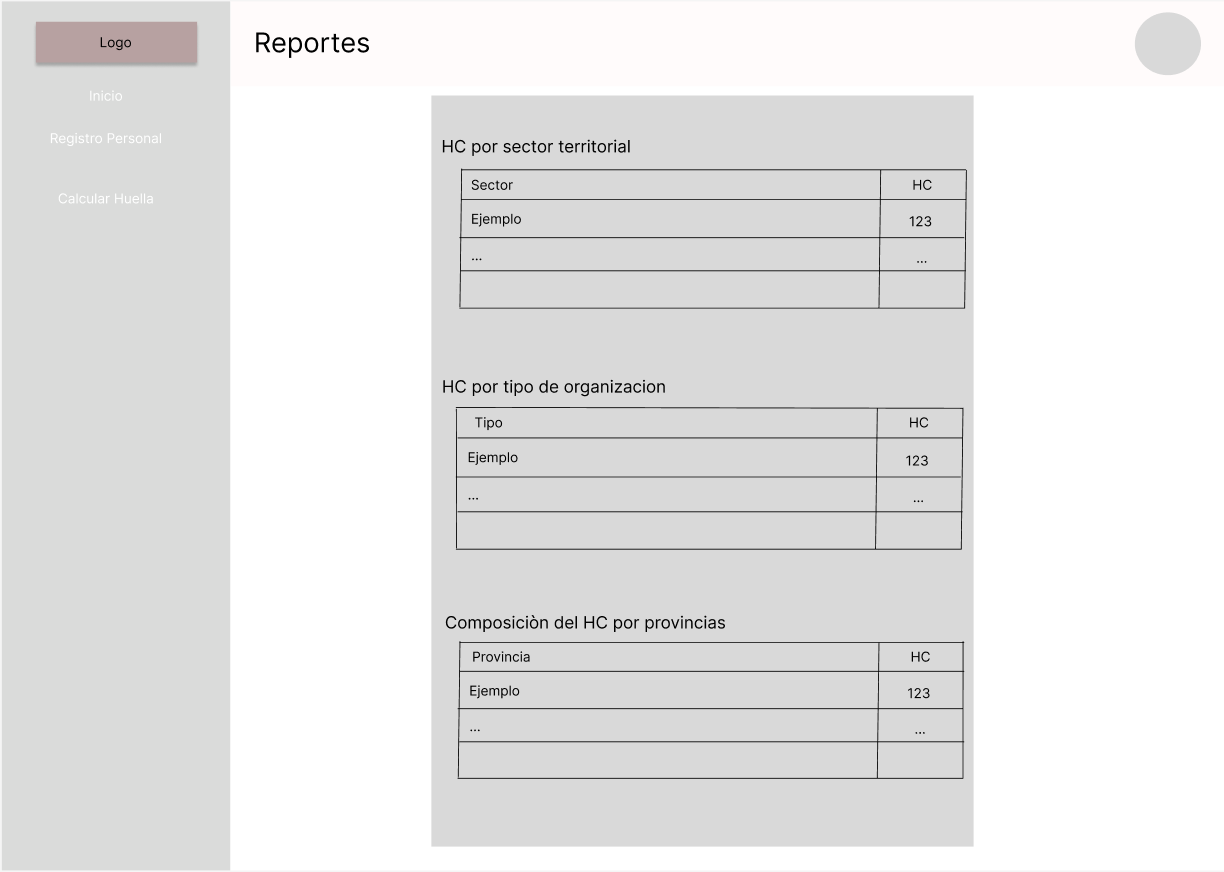 Logo
Inicio
Registro Personal
Calcular Huella
Reportes
HC por sector territorial
Sector HC
Ejemplo 123
... ...
HC por tipo de organizacion
Tipo HC
Ejemplo 123
... ...
Composiciòn del HC por provincias
Provincia HC
Ejemplo 123
... ...